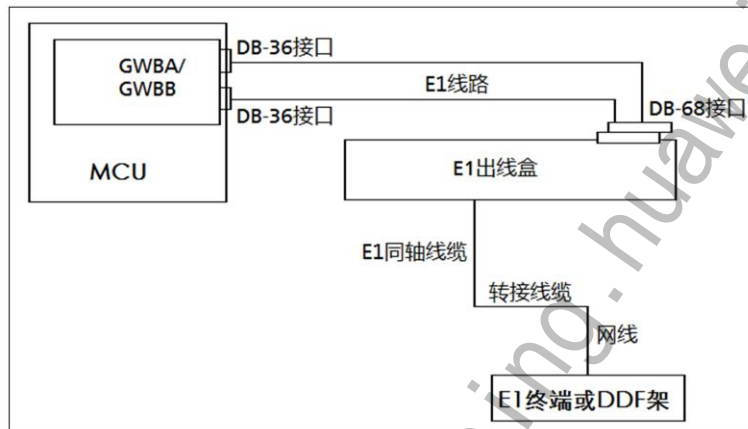 DB-36接口
GWBA/
GWBB
E1线路
DB-36接口
DB-68接口
MCU
E1出线盒
E1同轴线缆
转接线缆
网线
E1终端或DDF架
ing.huawe